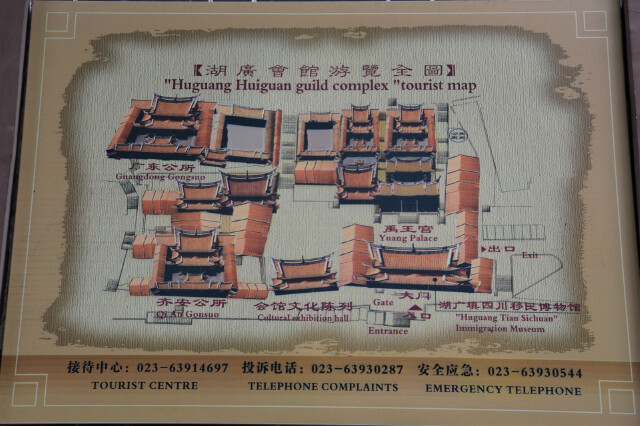 【湖廣會館游覽全圖】
"Huguang Huiguan guild complex "tourist map
广东公所
Guangdong Gongsuo
禹王宫
Yuang Palace
出口
Exit
齐安公所
Qi An Gonsuo
会馆文化陈列
Cultural exhibition hall
大门
Gate
入口
Entrance
湖广填四川移民博物馆
"Huguang Tian Sichuan"
Immigration Museum
接待中心：023-63914697 投诉电话：023-63930287 安全应急：023-63930544
TOURIST CENTRE TELEPHONE COMPLAINTS EMERGENCY TELEPHONE